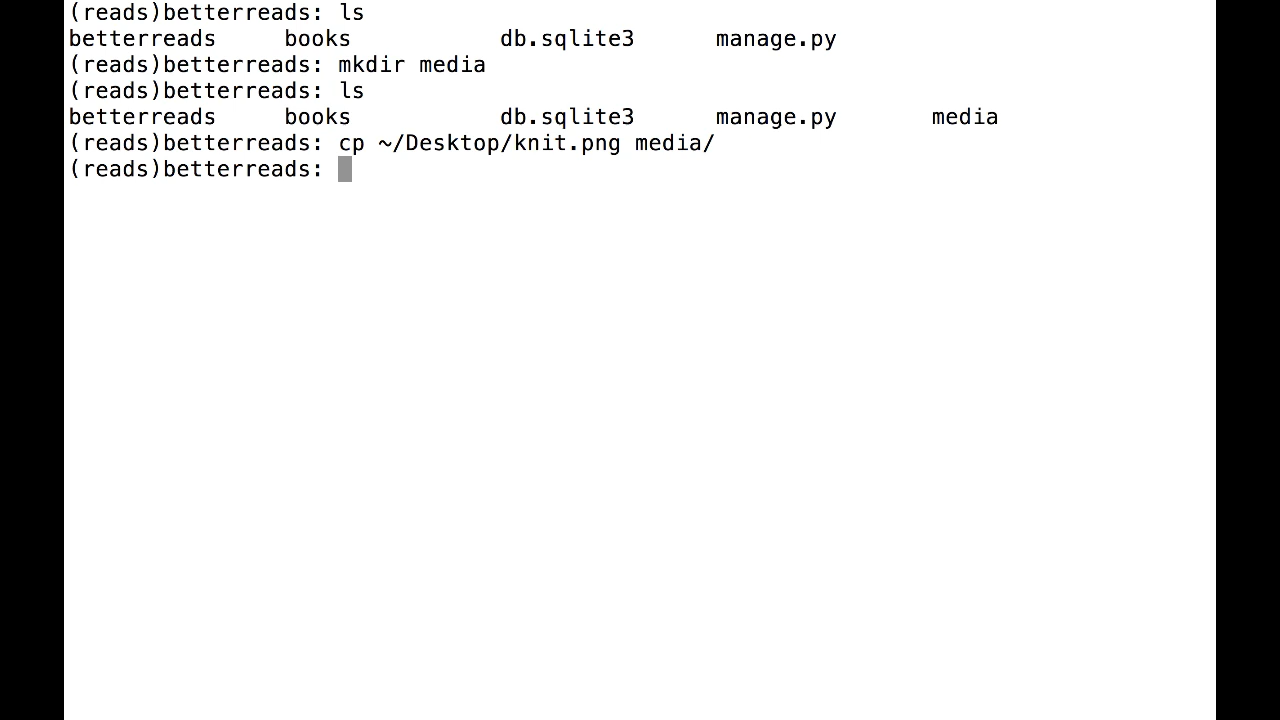 (reads)betterreads: ls
betterreads books db.sqlite3 manage.py
(reads)betterreads: mkdir media
(reads)betterreads: ls
betterreads books db.sqlite3 manage.py media
(reads)betterreads: cp ~/Desktop/knit.png media/
(reads)betterreads: